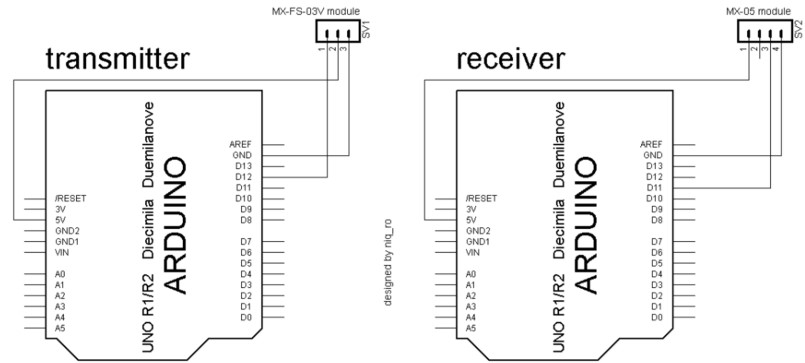 MX-FS-03V module
SV1
1
2
3
transmitter
AREF
GND
D13
D12
D11
D10
D9
D8
D7
D6
D5
D4
D3
D2
D1
D0
/RESET
3V
5V
GND2
GND1
VIN
A0
A1
A2
A3
A4
A5
UNO R1/R2 Diecimila Duemilanove
ARDUINO
designed by niq_ro
MX-05 module
SV2
1
2
3
4
receiver
AREF
GND
D13
D12
D11
D10
D9
D8
D7
D6
D5
D4
D3
D2
D1
D0
/RESET
3V
5V
GND2
GND1
VIN
A0
A1
A2
A3
A4
A5
UNO R1/R2 Diecimila Duemilanove
ARDUINO